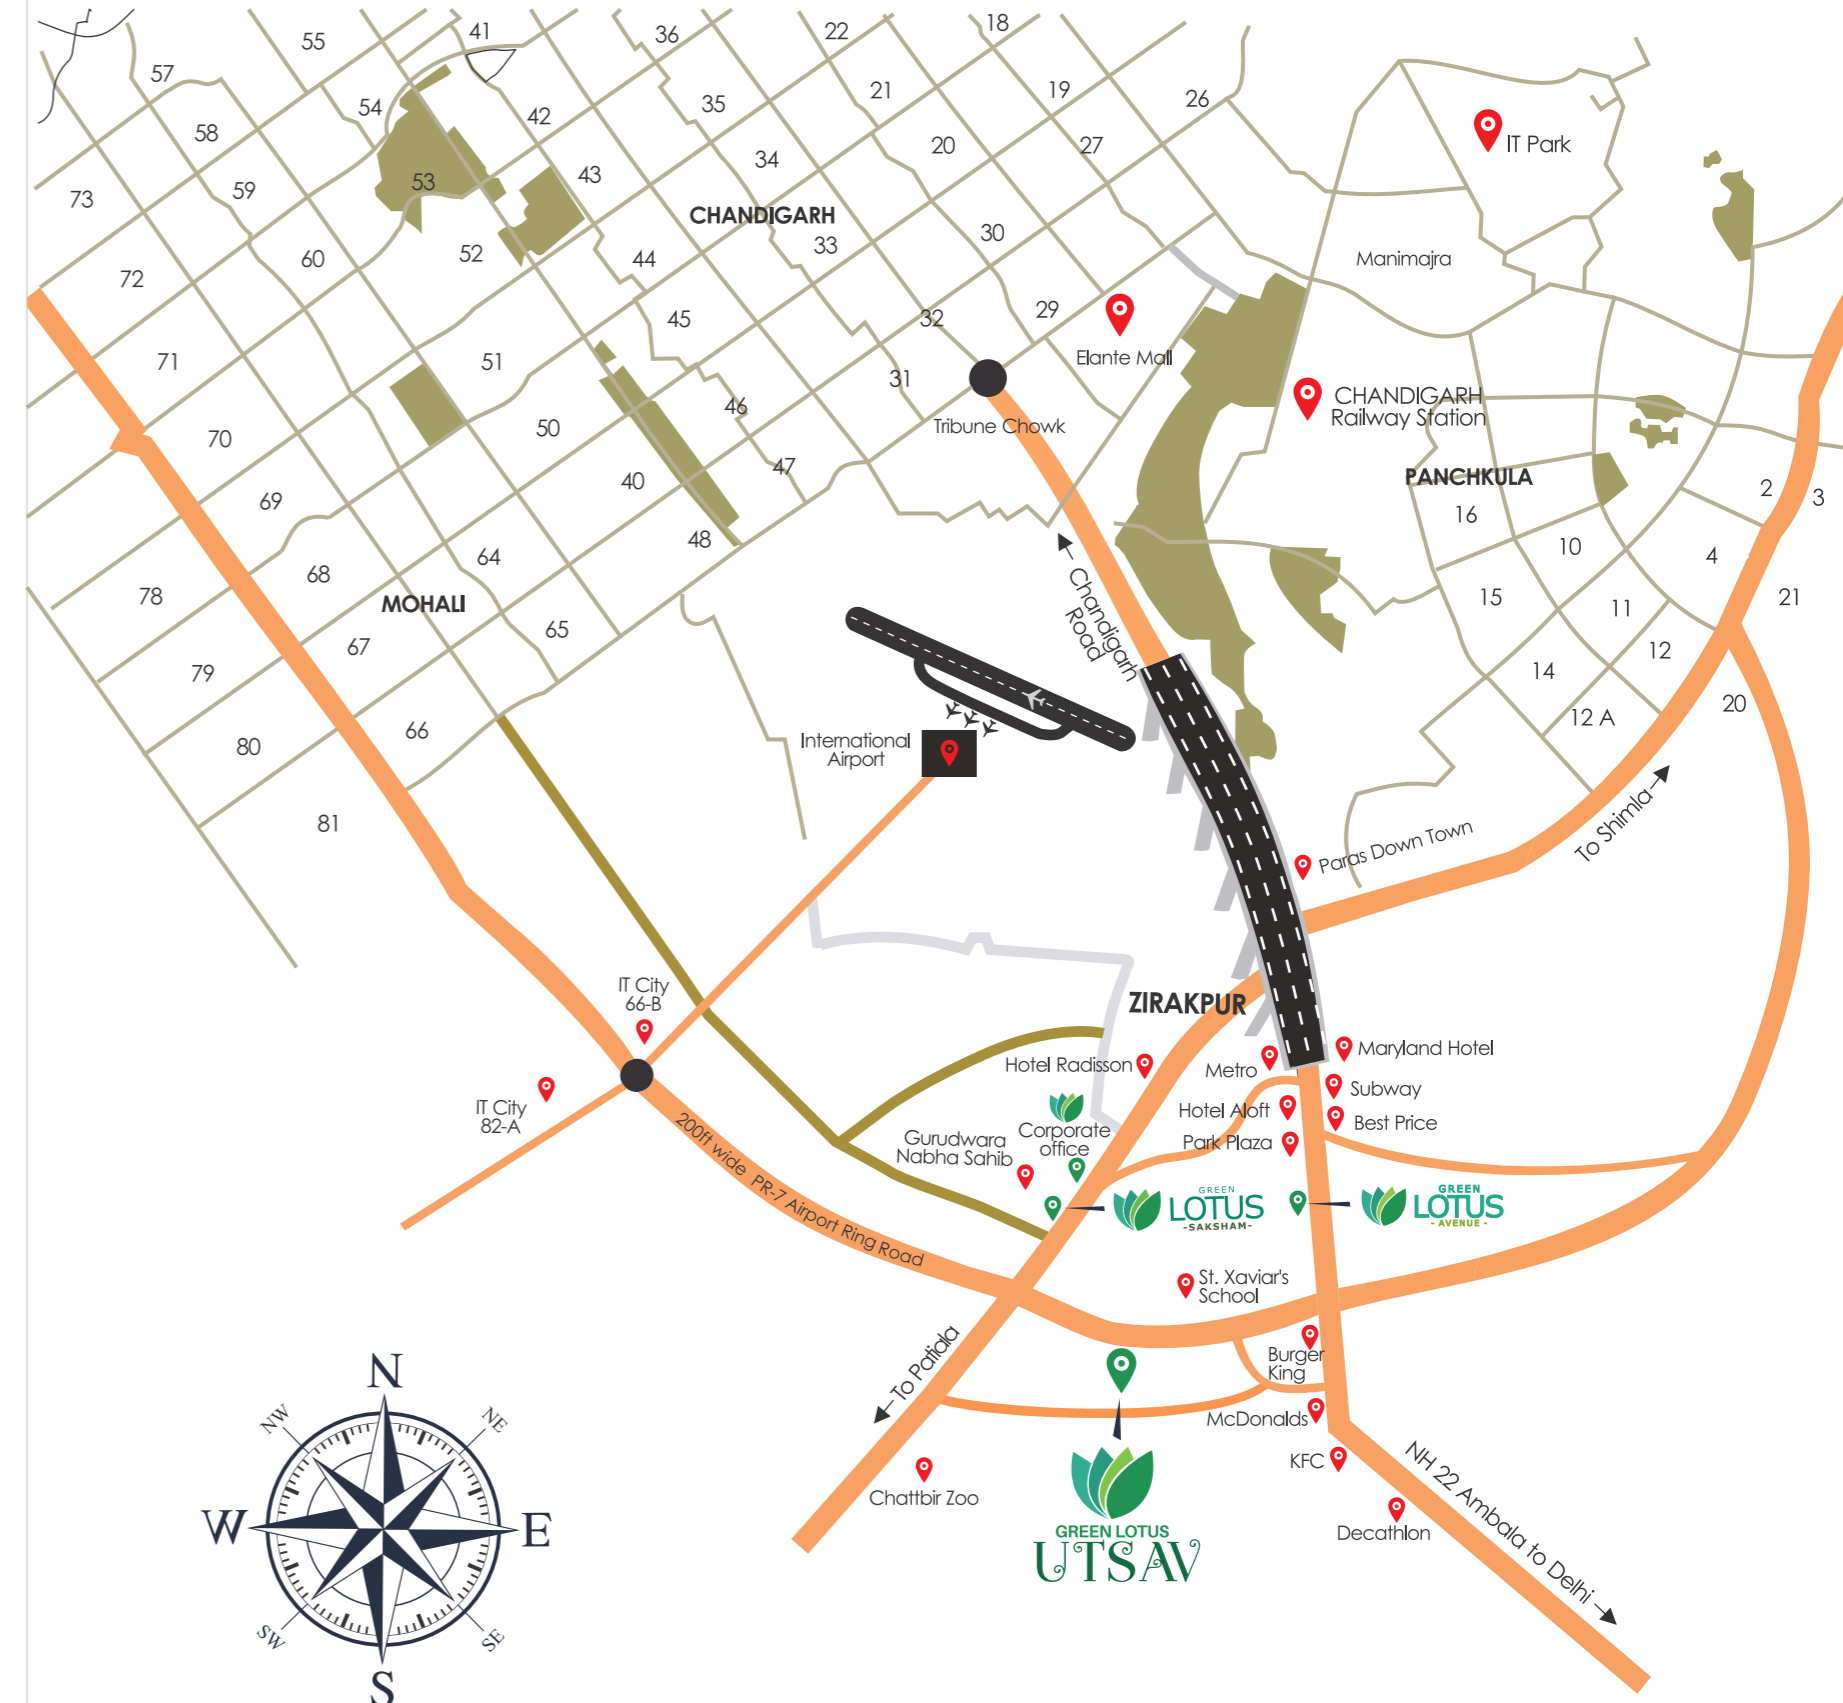 18
41
22
36
55
57
19
21
26
35
54
42
58
IT Park
20
27
34
43
53
59
73
CHANDIGARH
30
33
52
44
60
Manimajra
72
29
32
45
Elante Mall
71
51
31
CHANDIGARH
Railway Station
46
Tribune Chowk
50
70
47
PANCHKULA
40
2
3
69
16
48
10
4
64
68
Chandigarh
Road
78
15
21
MOHALI
11
65
67
12
14
79
20
12 A
66
International
Airport
80
81
To Shimla
Paras Down Town
IT City
66-B
ZIRAKPUR
Maryland Hotel
Hotel Radisson
Metro
Subway
IT City
82-A
Hotel Aloft
Best Price
Corporate
office
Gurudwara
Nabha Sahib
Park Plaza
200ft wide PR-7 Airport Ring Road
GREEN
LOTUS
-SAKSHAM-
GREEN
LOTUS
- AVENUE -
St. Xaviar's
School
To Patiala
Burger
King
McDonalds
KFC
NH 22 Ambala to Delhi
Chattbir Zoo
Decathlon
GREEN LOTUS
UTSAV
N
NW
NE
W
E
SW
SE
S